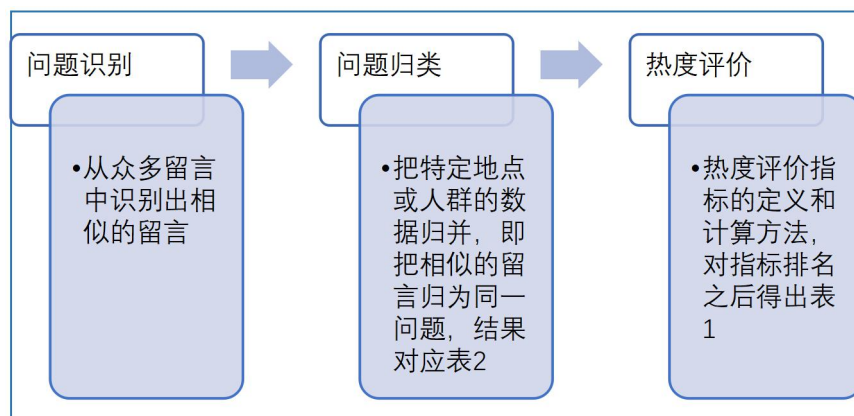 问题识别
•从众多留言
中识别出相
似的留言
问题归类
•把特定地点
或人群的数
据归并，即
把相似的留
言归为同一
问题，结果
对应表2
热度评价
•热度评价指
标的定义和
计算方法，
对指标排名
之后得出表
1